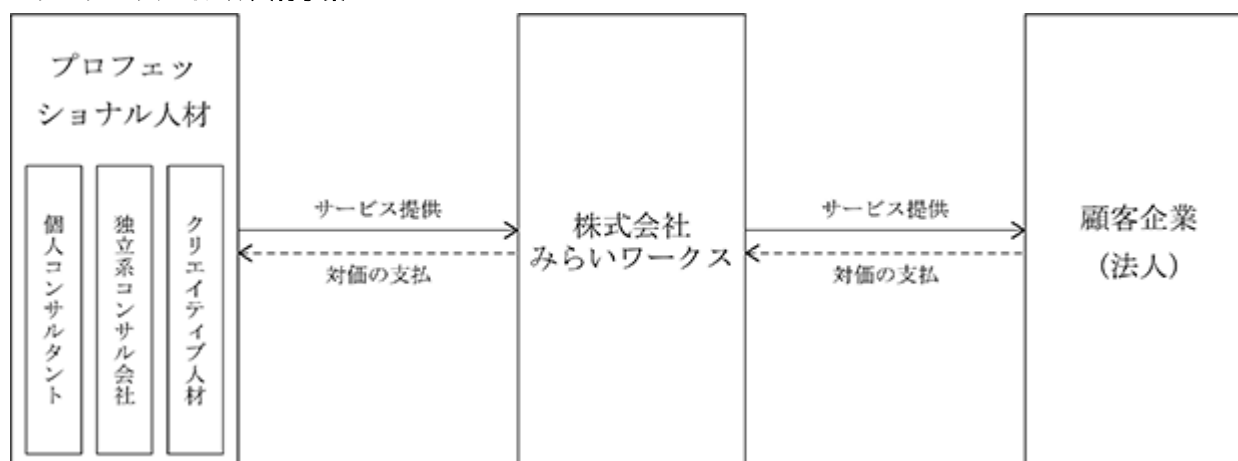 プロフェッ
ショナル人材
個人コンサルタント
独立系コンサル会社
クリエイティブ人材
サービス提供
対価の支払
株式会社
みらいワークス
サービス提供
対価の支払
顧客企業
（法人）